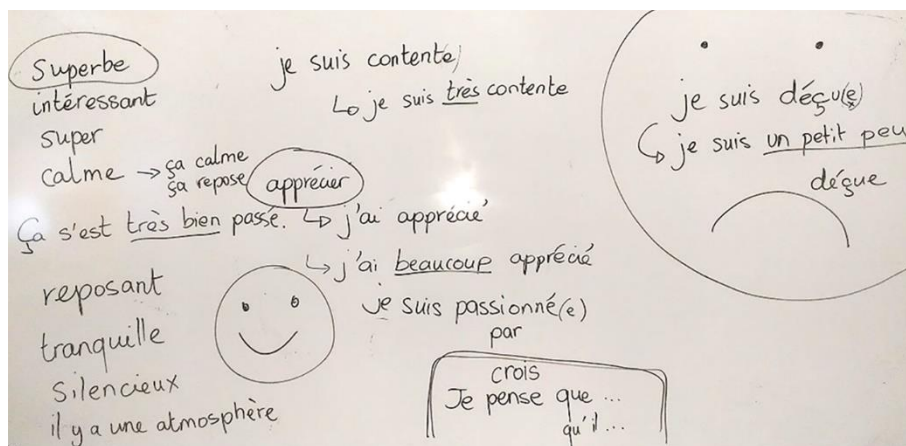 Superbe
intéressant
super
calme → ça calme
ça repose
Ça s'est très bien passé.
reposant
tranquille
Silencieux
il y a une atmosphère
je suis contente)
↳ je suis très contente
apprécier
↳ j'ai apprécié
↳ j'ai beaucoup apprécié
je suis passionné(e)
par
crois
Je pense que ...
qu'il ...
je suis déçu(e)
↳ je suis un petit peu
déçue